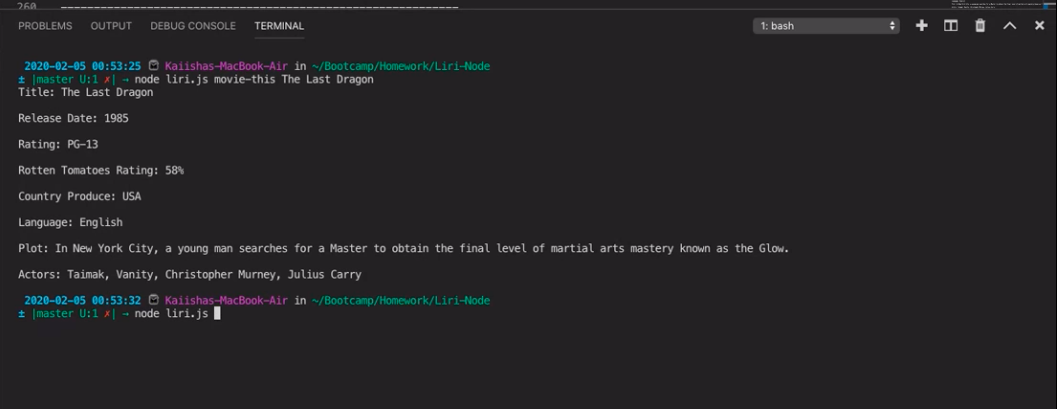 260
PROBLEMS OUTPUT DEBUG CONSOLE TERMINAL 1: bash
2020-02-05 00:53:25 Kaiishas-MacBook-Air in ~/Bootcamp/Homework/Liri-Node
± |master U:1 ✗| → node liri.js movie-this The Last Dragon
Title: The Last Dragon
Release Date: 1985
Rating: PG-13
Rotten Tomatoes Rating: 58%
Country Produce: USA
Language: English
Plot: In New York City, a young man searches for a Master to obtain the final level of martial arts mastery known as the Glow.
Actors: Taimak, Vanity, Christopher Murney, Julius Carry
2020-02-05 00:53:32 Kaiishas-MacBook-Air in ~/Bootcamp/Homework/Liri-Node
± |master U:1 ✗| → node liri.js